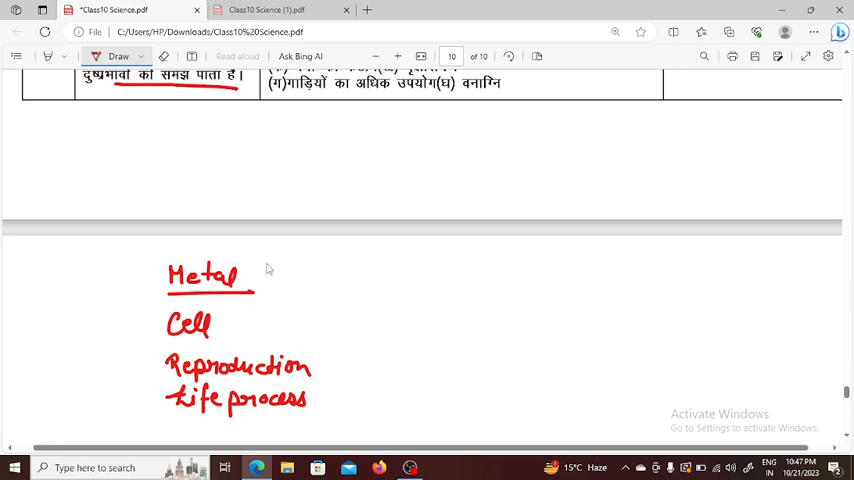 *Class10 Science.pdf
Class10 Science (1).pdf
File
C:/Users/HP/Downloads/Class10%20Science.pdf
Draw
Read aloud
Ask Bing AI
10 of 10
दुष्प्रभावों को समझ पाता है।
(ग)गाड़ियों का अधिक उपयोग(घ) वनाग्नि
Metal
Cell
Reproduction
Life process
Activate Windows
Go to Settings to activate Windows.
Type here to search
15°C Haze
ENG
IN
10:47 PM
10/21/2023
2